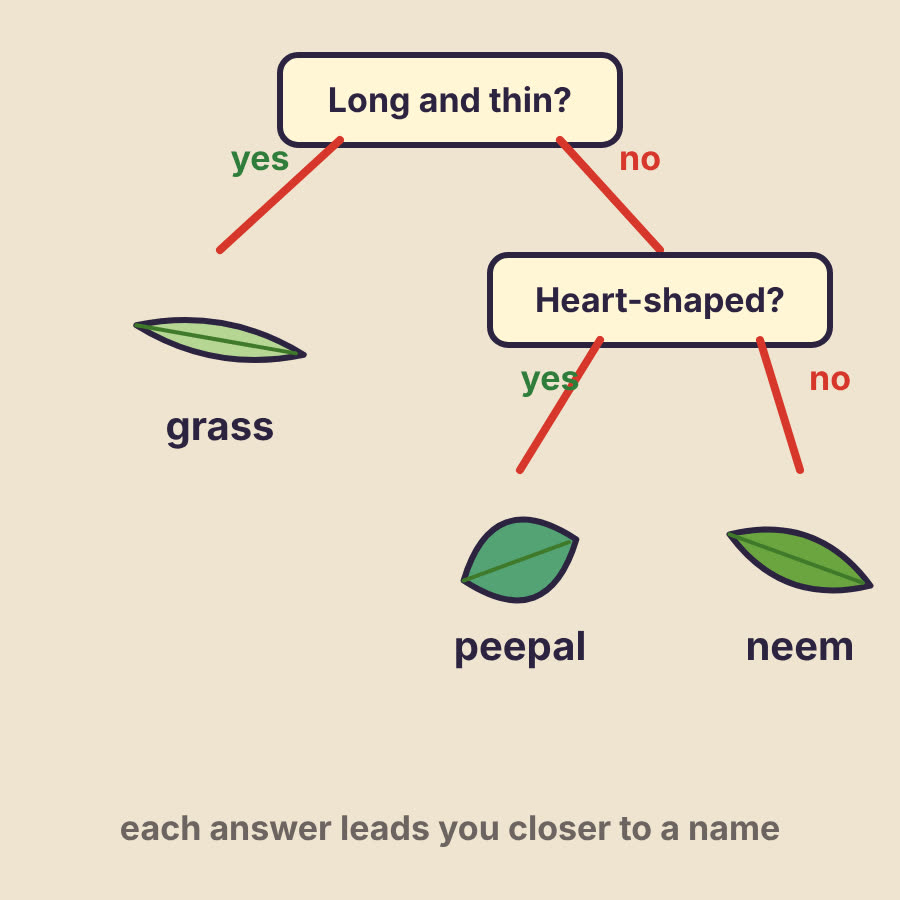 Long and thin?
yes
no
Heart-shaped?
yes
no
grass
peepal
neem
each answer leads you closer to a name